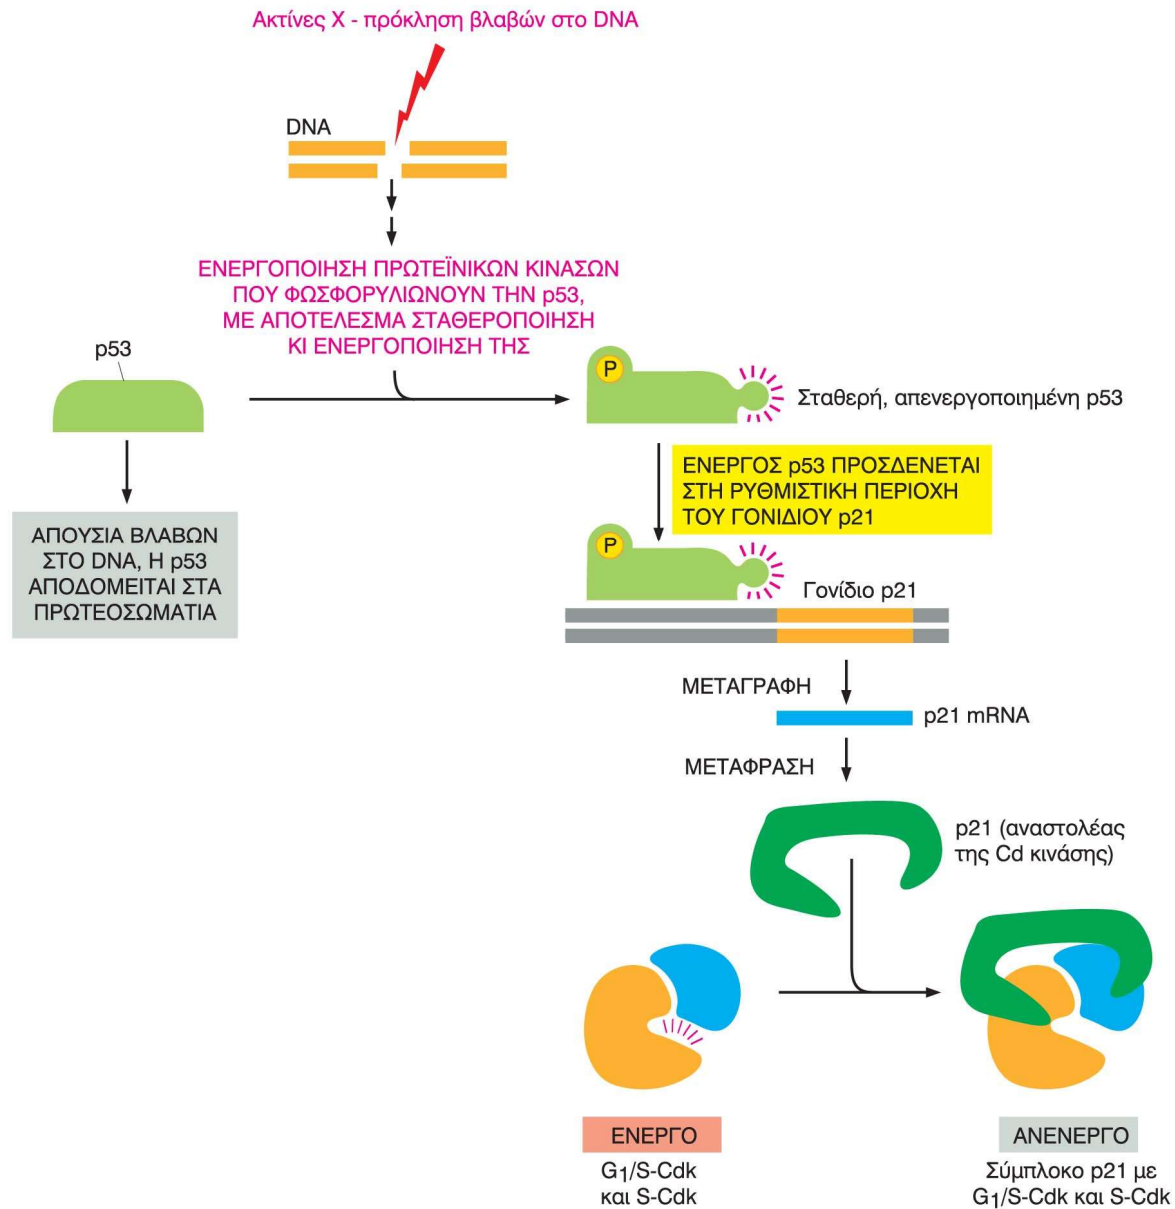 Ακτίνες Χ - πρόκληση βλαβών στο DNA
DNA
ΕΝΕΡΓΟΠΟΙΗΣΗ ΠΡΩΤΕΪΝΙΚΩΝ ΚΙΝΑΣΩΝ
ΠΟΥ ΦΩΣΦΟΡΥΛΙΩΝΟΥΝ ΤΗΝ p53,
ΜΕ ΑΠΟΤΕΛΕΣΜΑ ΣΤΑΘΕΡΟΠΟΙΗΣΗ
ΚΙ ΕΝΕΡΓΟΠΟΙΗΣΗ ΤΗΣ
p53
P
Σταθερή, απενεργοποιημένη p53
ΑΠΟΥΣΙΑ ΒΛΑΒΩΝ
ΣΤΟ DNA, Η p53
ΑΠΟΔΟΜΕΙΤΑΙ ΣΤΑ
ΠΡΩΤΕΟΣΩΜΑΤΙΑ
ΕΝΕΡΓΟΣ p53 ΠΡΟΣΔΕΝΕΤΑΙ
ΣΤΗ ΡΥΘΜΙΣΤΙΚΗ ΠΕΡΙΟΧΗ
ΤΟΥ ΓΟΝΙΔΙΟΥ p21
P
Γονίδιο p21
ΜΕΤΑΓΡΑΦΗ
p21 mRNA
ΜΕΤΑΦΡΑΣΗ
p21 (αναστολέας
της Cd κινάσης)
ΕΝΕΡΓΟ
G1/S-Cdk
και S-Cdk
ΑΝΕΝΕΡΓΟ
Σύμπλοκο p21 με
G1/S-Cdk και S-Cdk